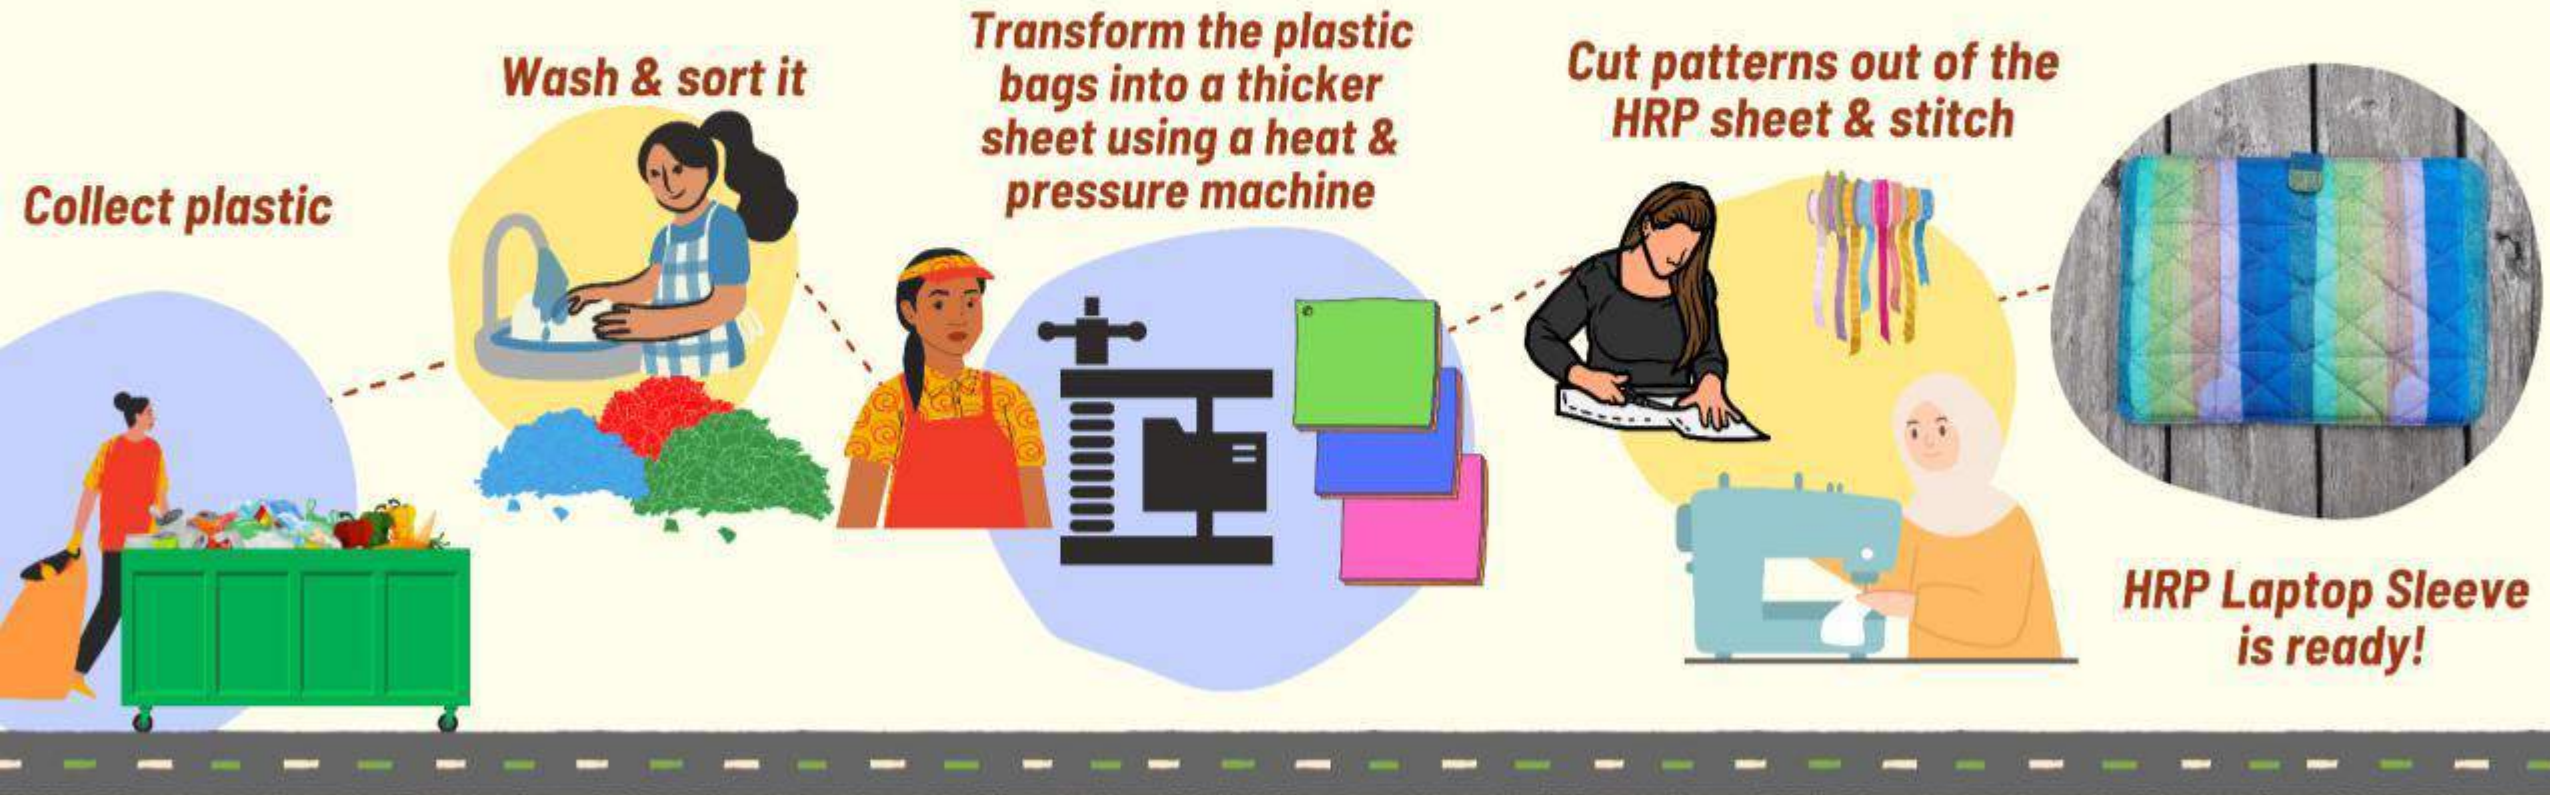 Collect plastic
Wash & sort it
Transform the plastic
bags into a thicker
sheet using a heat &
pressure machine
Cut patterns out of the
HRP sheet & stitch
HRP Laptop Sleeve
is ready!